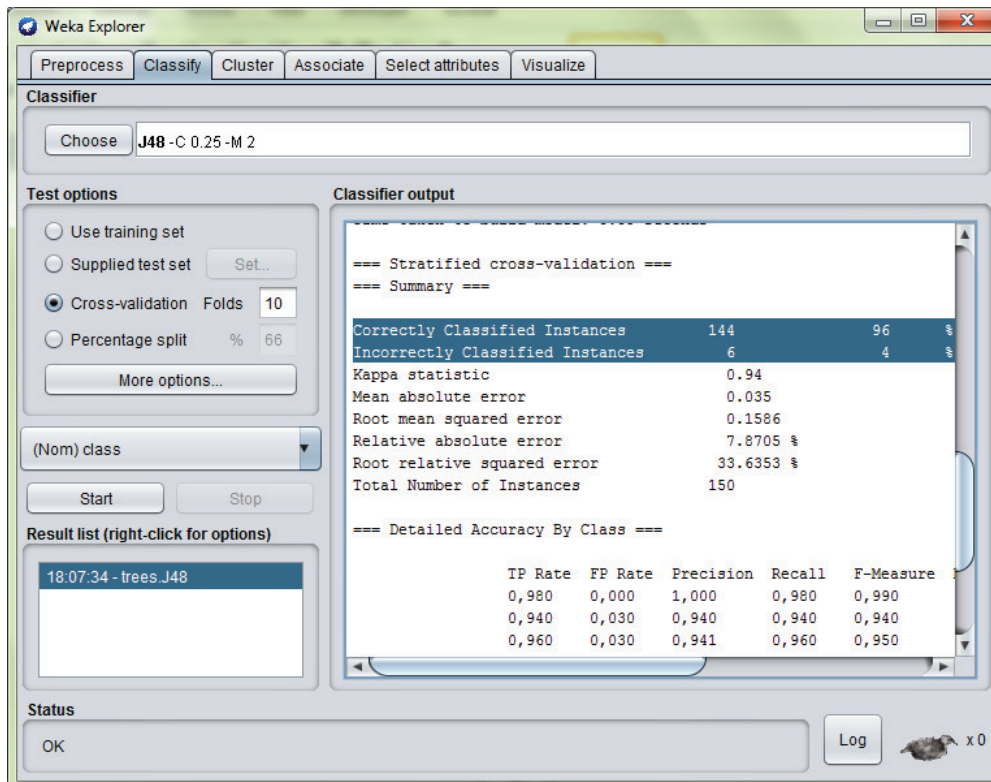 Weka Explorer
Preprocess Classify Cluster Associate Select attributes Visualize
Classifier
Choose J48 -C 0.25 -M 2
Test options
Use training set
Supplied test set Set...
Cross-validation Folds 10
Percentage split % 66
More options...
(Nom) class
Start Stop
Result list (right-click for options)
18:07:34 - trees.J48
Classifier output
=== Stratified cross-validation ===
=== Summary ===
Correctly Classified Instances 144 96 %
Incorrectly Classified Instances 6 4 %
Kappa statistic 0.94
Mean absolute error 0.035
Root mean squared error 0.1586
Relative absolute error 7.8705 %
Root relative squared error 33.6353 %
Total Number of Instances 150
=== Detailed Accuracy By Class ===
TP Rate FP Rate Precision Recall F-Measure
0,980 0,000 1,000 0,980 0,990
0,940 0,030 0,940 0,940 0,940
0,960 0,030 0,941 0,960 0,950
Status
OK
Log
x 0